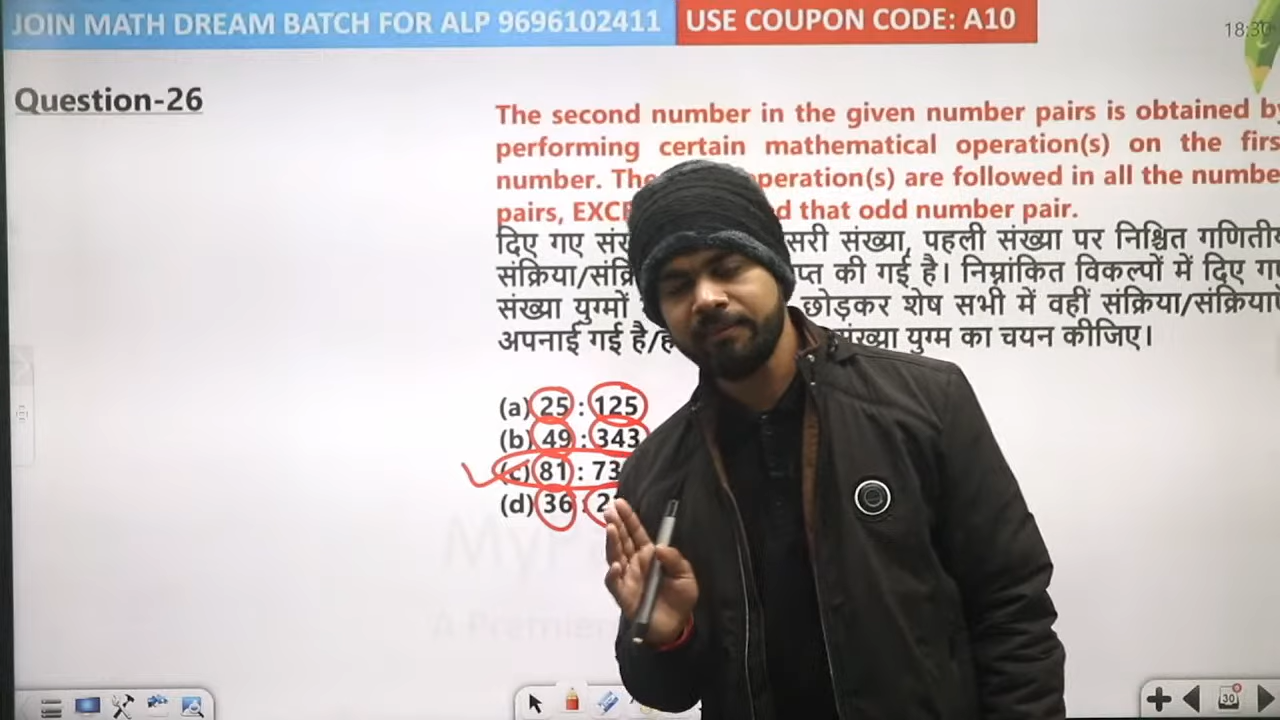 JOIN MATH DREAM BATCH FOR ALP 9696102411 USE COUPON CODE: A10
18:30
Question-26
The second number in the given number pairs is obtained by
performing certain mathematical operation(s) on the firs
number. The operation(s) are followed in all the numbe
pairs, that odd number pair.
दिए गए संख्या, पहली संख्या पर निश्चित गणितीय
की गई है। निम्नांकित विकल्पों में दिए गए
संख्या युग्मों छोड़कर शेष सभी में वहीं संक्रिया/संक्रियाएं
अपनाई गई संख्या युग्म का चयन कीजिए।
(a) 25 : 125
(b) 49 : 343
(c) 81 : 73
(d) 36 : 2
30